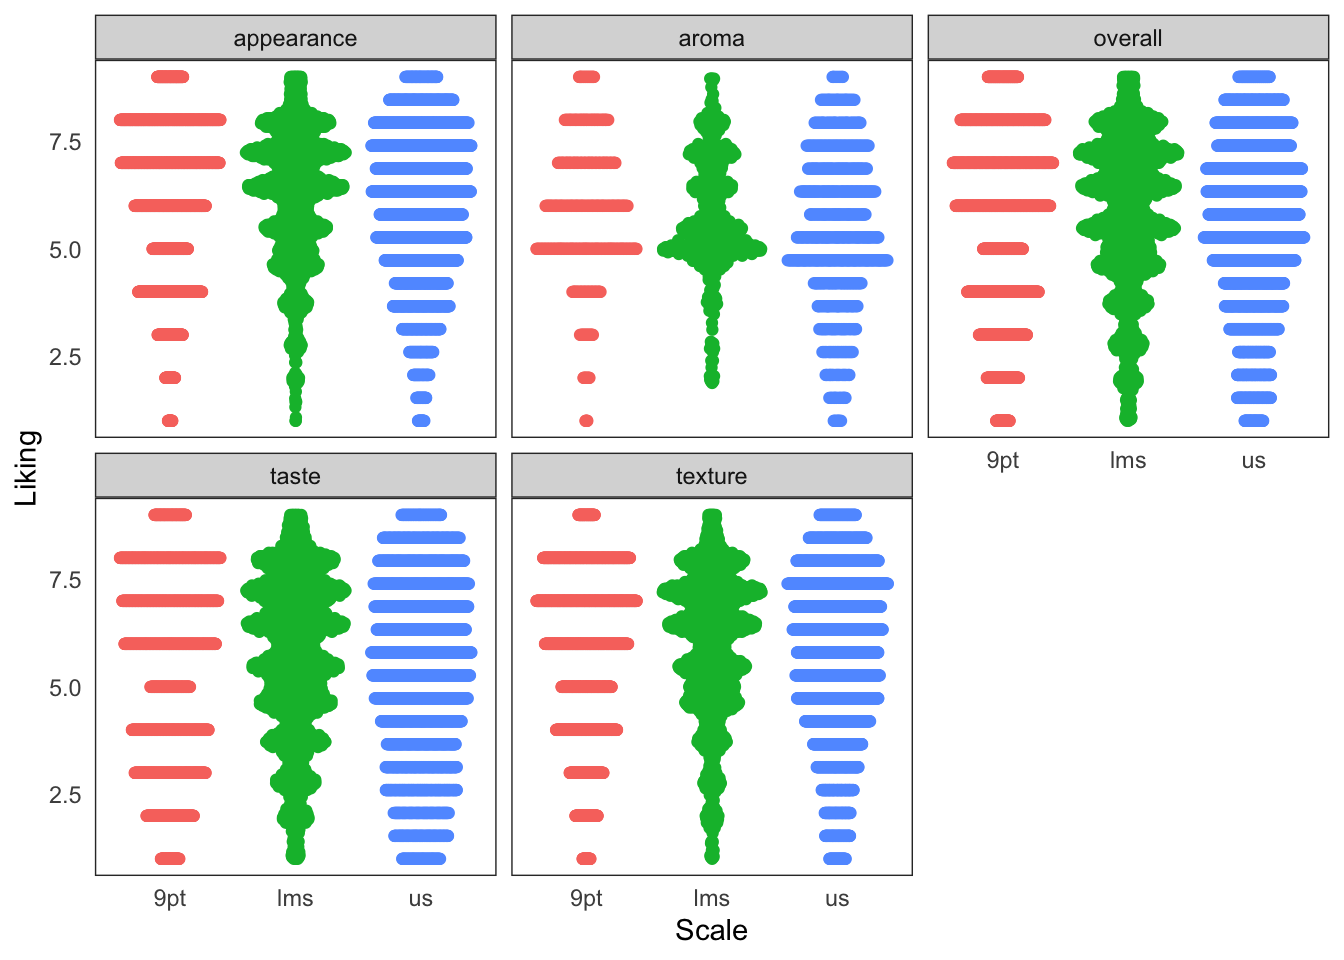 appearance
aroma
overall
7.5
5.0
2.5
9pt
lms
us
taste
texture
7.5
5.0
2.5
9pt
lms
us
9pt
lms
us
Liking
Scale